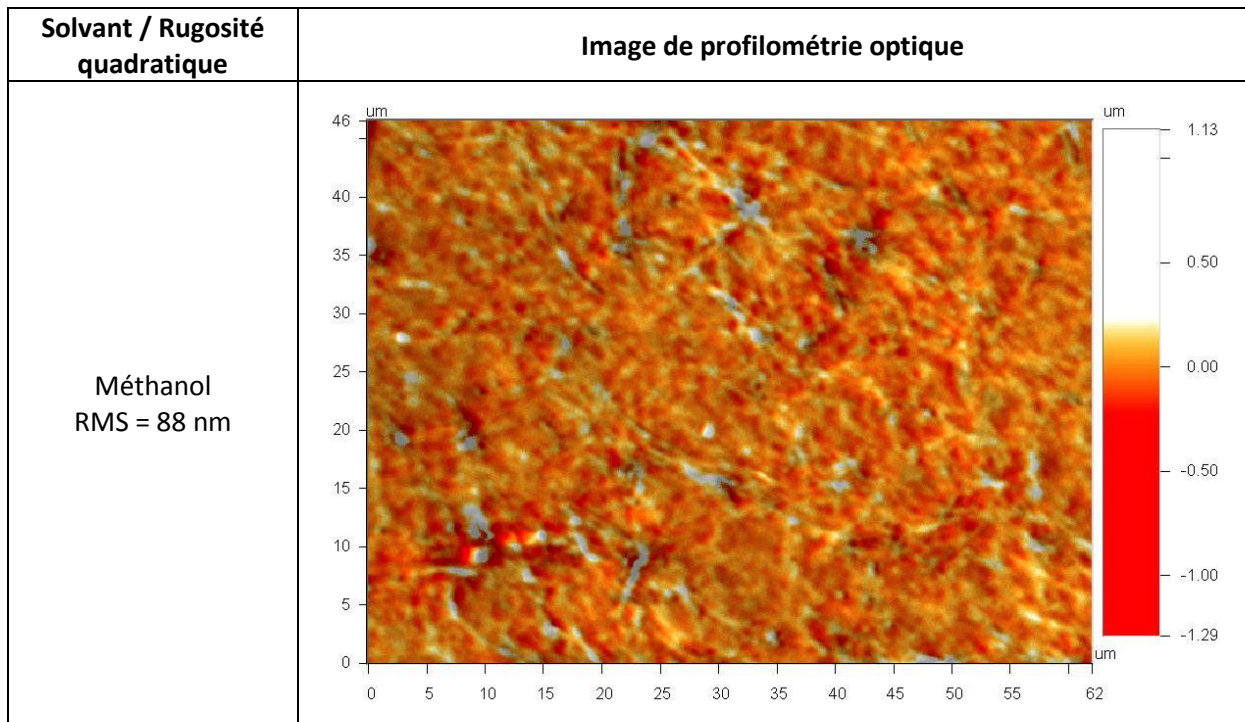 Solvant / Rugosité
quadratique
Image de profilométrie optique
Méthanol
RMS = 88 nm
um
46
40
35
30
25
20
15
10
5
0
0 5 10 15 20 25 30 35 40 45 50 55 62
um
1.13
0.50
0.00
-0.50
-1.00
-1.29
um